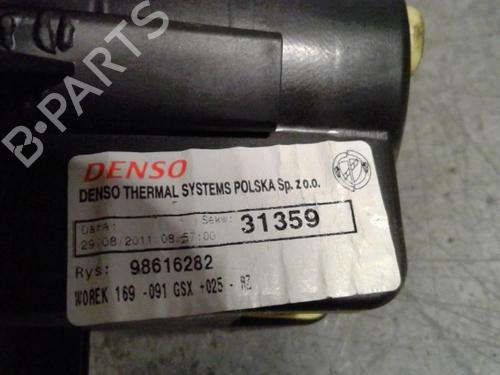 B-PARTS
DENSO
DENSO THERMAL SYSTEMS POLSKA Sp. z o.o.
Data: Sekw: 31359
29/08/2011 08:57:00
Rys: 98616282
WOREK 169 -091 GSX +025 - RZ